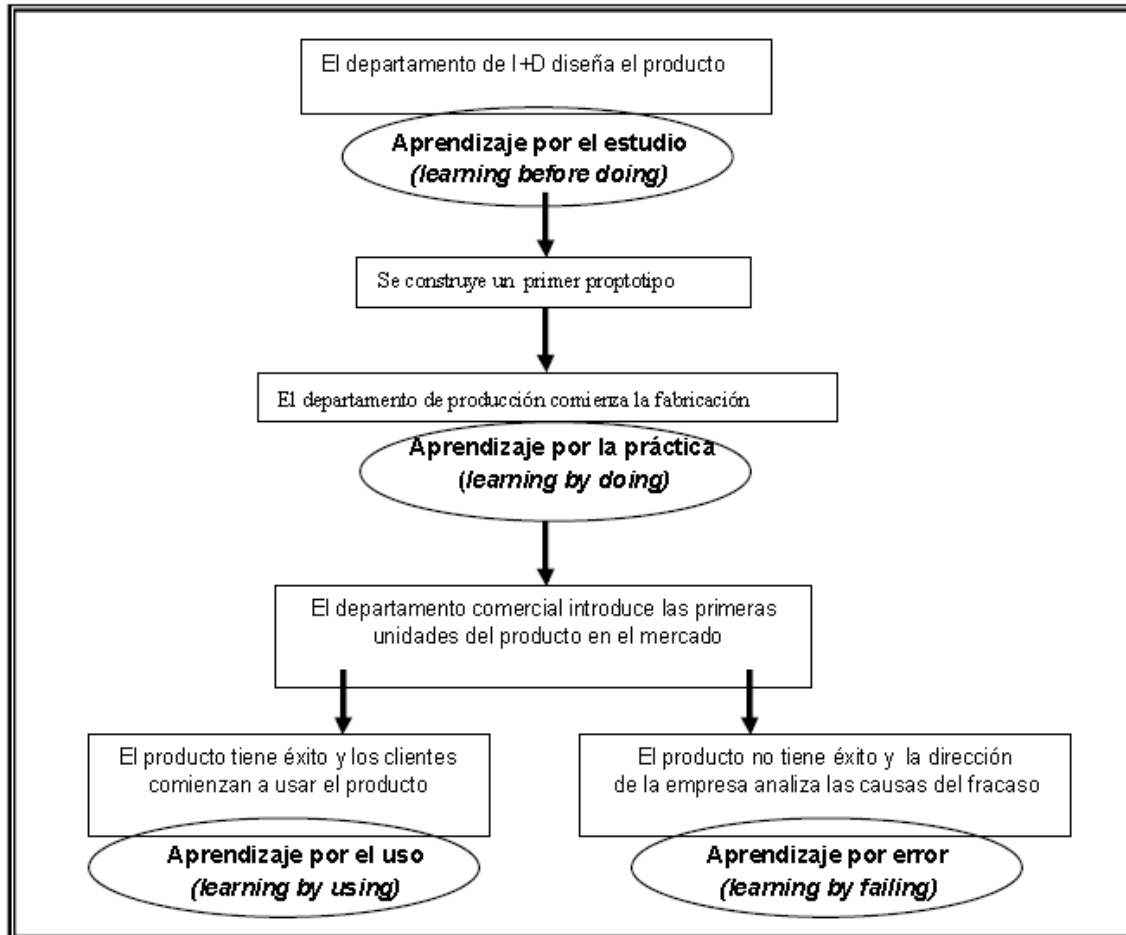 El departamento de I+D diseña el producto
Aprendizaje por el estudio
(learning before doing)
Se construye un primer proptotipo
El departamento de producción comienza la fabricación
Aprendizaje por la práctica
(learning by doing)
El departamento comercial introduce las primeras
unidades del producto en el mercado
El producto tiene éxito y los clientes
comienzan a usar el producto
Aprendizaje por el uso
(learning by using)
El producto no tiene éxito y la dirección
de la empresa analiza las causas del fracaso
Aprendizaje por error
(learning by failing)